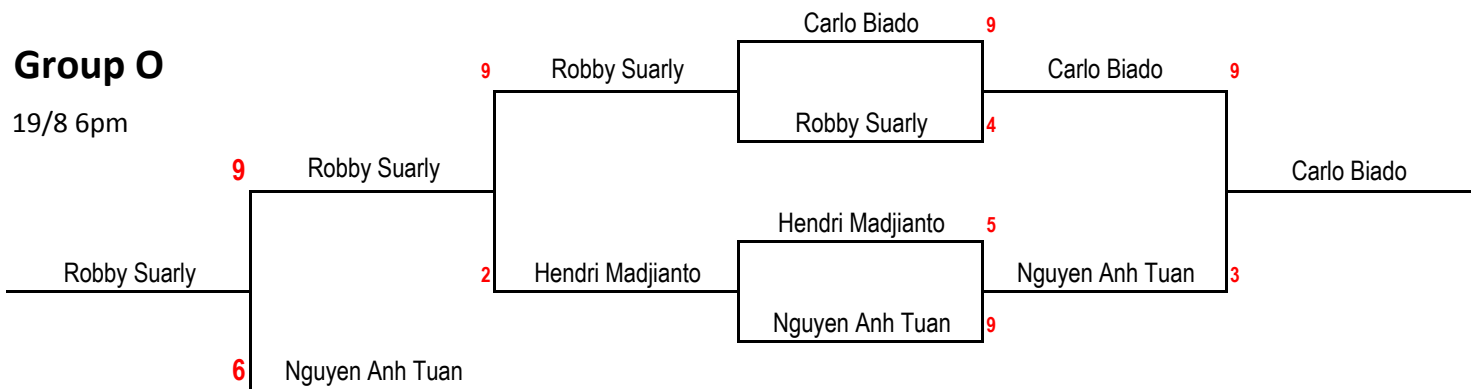 Carlo Biado 9
Group O
9 Robby Suarly Carlo Biado 9
19/8 6pm Robby Suarly 4
9 Robby Suarly Carlo Biado
Hendri Madjianto 5
Robby Suarly 2 Hendri Madjianto Nguyen Anh Tuan 3
Nguyen Anh Tuan 9
6 Nguyen Anh Tuan